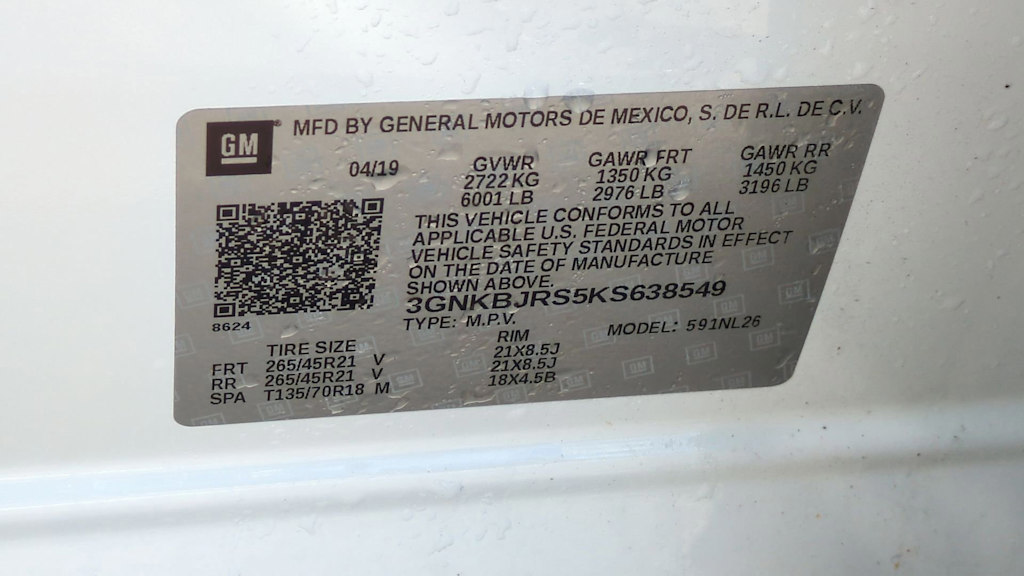 GM® MFD BY GENERAL MOTORS DE MEXICO, S. DE R.L. DE C.V.
04/19 GVWR GAWR FRT GAWR RR
2722 KG 1350 KG 1450 KG
6001 LB 2976 LB 3196 LB
THIS VEHICLE CONFORMS TO ALL
APPLICABLE U.S. FEDERAL MOTOR
VEHICLE SAFETY STANDARDS IN EFFECT
ON THE DATE OF MANUFACTURE
SHOWN ABOVE.
3GNKBJRS5KS638549
8624 TYPE: M.P.V. MODEL: 591NL26
TIRE SIZE RIM
FRT 265/45R21 V 21X8.5J
RR 265/45R21 V 21X8.5J
SPA T135/70R18 M 18X4.5B